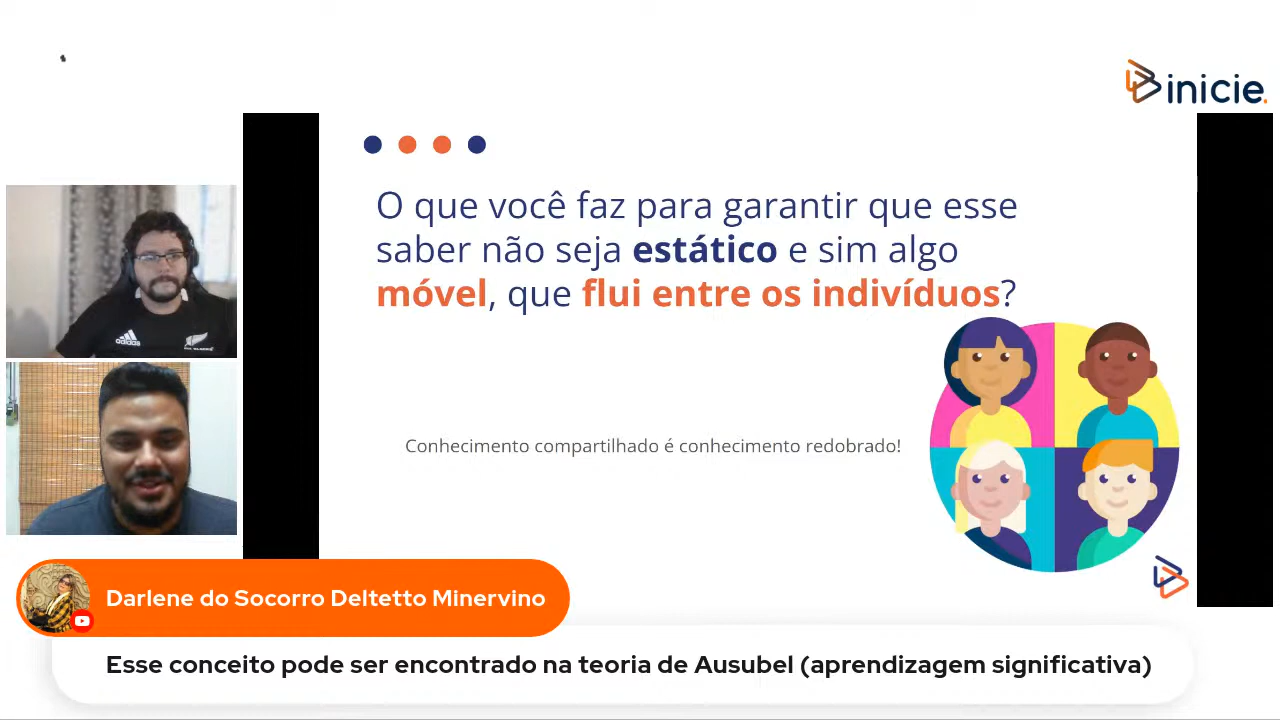 inicie.
O que você faz para garantir que esse
saber não seja estático e sim algo
móvel, que flui entre os indivíduos?
adidas
Conhecimento compartilhado é conhecimento redobrado!
Darlene do Socorro Deltetto Minervino
Esse conceito pode ser encontrado na teoria de Ausubel (aprendizagem significativa)